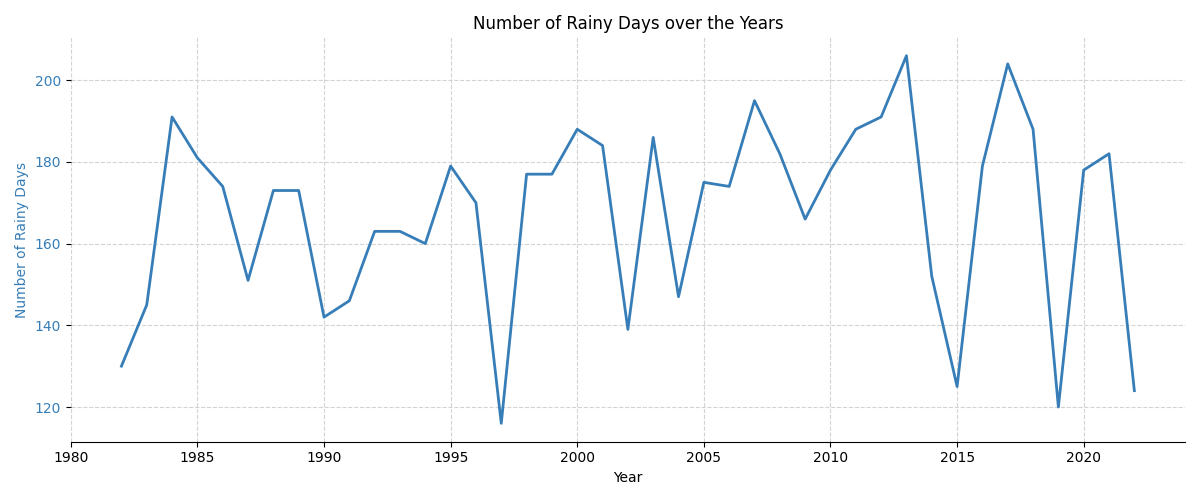 Number of Rainy Days over the Years
Number of Rainy Days
200
180
160
140
120
1980 1985 1990 1995 2000 2005 2010 2015 2020
Year